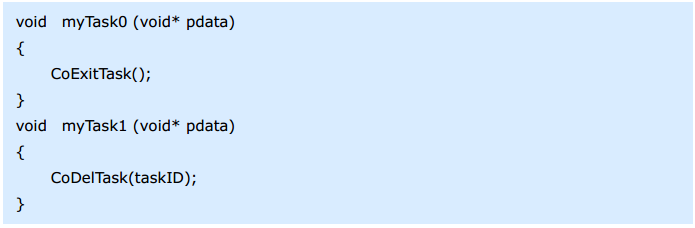 void   myTask0 (void* pdata)
{
CoExitTask();
}
void   myTask1 (void* pdata)
{
CoDelTask(taskID);
}